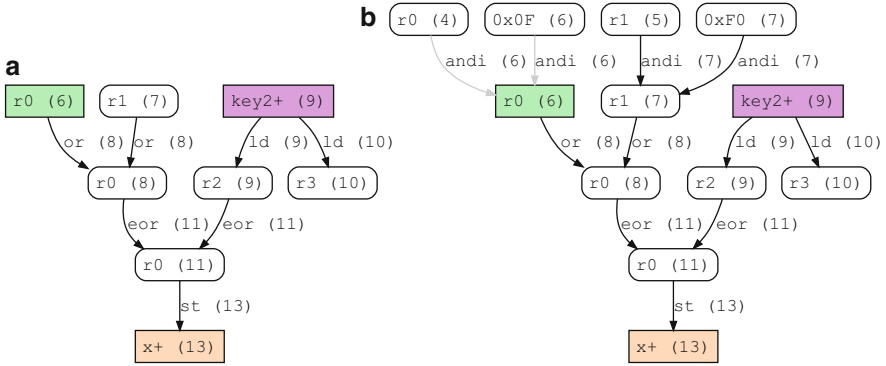 a
r0 (6) r1 (7) key2+ (9)
or (8) or (8) ld (9) ld (10)
r0 (8) r2 (9) r3 (10)
eor (11) eor (11)
r0 (11)
st (13)
x+ (13)
b
r0 (4) 0x0F (6) r1 (5) 0xF0 (7)
andi (6) andi (6) andi (7) andi (7)
r0 (6) r1 (7) key2+ (9)
or (8) or (8) ld (9) ld (10)
r0 (8) r2 (9) r3 (10)
eor (11) eor (11)
r0 (11)
st (13)
x+ (13)